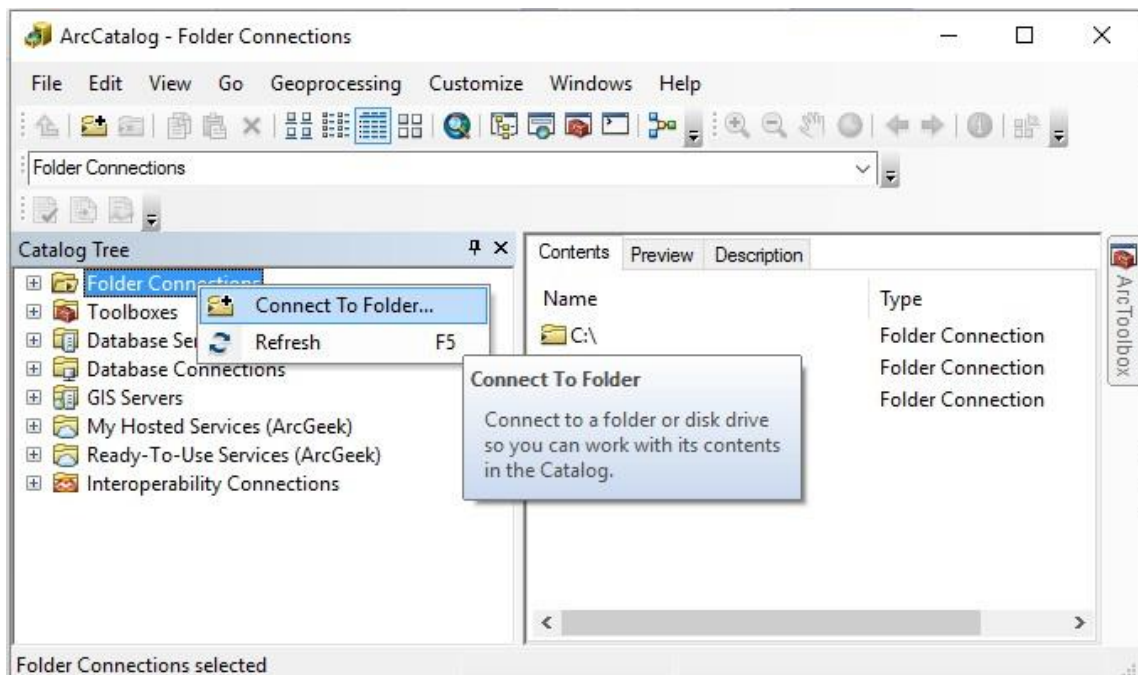 ArcCatalog - Folder Connections
File Edit View Go Geoprocessing Customize Windows Help
Folder Connections
Catalog Tree
Folder Connections
Connect To Folder...
Toolboxes
Refresh F5
Database Ser
Database Connections
GIS Servers
My Hosted Services (ArcGeek)
Ready-To-Use Services (ArcGeek)
Interoperability Connections
Connect To Folder
Connect to a folder or disk drive
so you can work with its contents
in the Catalog.
Contents Preview Description
Name Type
C:\ Folder Connection
Folder Connection
Folder Connection
ArcToolbox
Folder Connections selected